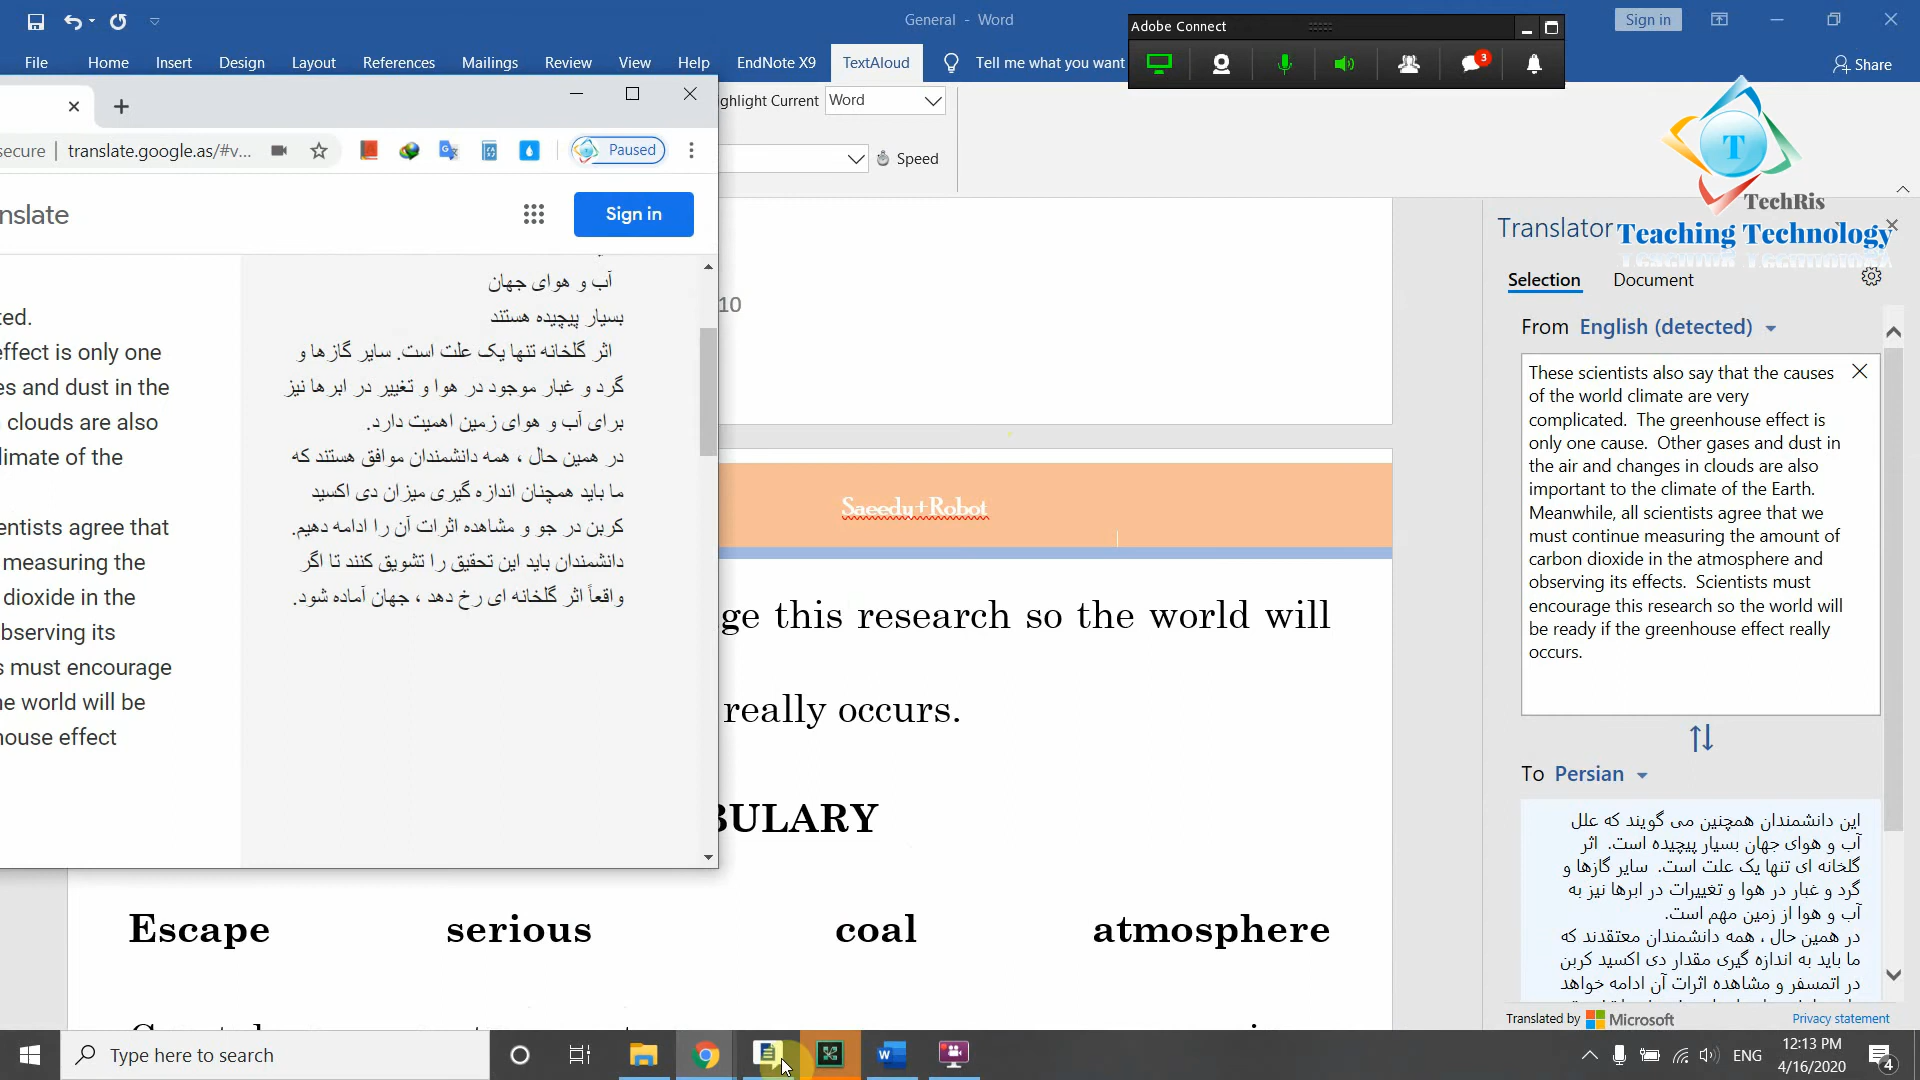 General - Word
Sign in
Adobe Connect
File Home Insert Design Layout References Mailings Review View Help EndNote X9 TextAloud Tell me what you want
3
Share
ghlight Current Word
Speed
ecure translate.google.as/#v... Paused
nslate Sign in
ted.
effect is only one
es and dust in the
clouds are also
limate of the
entists agree that
measuring the
dioxide in the
bserving its
s must encourage
e world will be
house effect
آب و هوای جهان
بسیار پیچیده هستند
اثر گلخانه تنها یک علت است. سایر گازها و
گرد و غبار موجود در هوا و تغییر در ابرها نیز
برای آب و هوای زمین اهمیت دارد.
در همین حال ، همه دانشمندان موافق هستند که
ما باید همچنان اندازه گیری میزان دی اکسید
کربن در جو و مشاهده اثرات آن را ادامه دهیم.
دانشمندان باید این تحقیق را تشویق کنند تا اگر
واقعاً اثر گلخانه ای رخ دهد ، جهان آماده شود.
10
Saeedu+Robot
ge this research so the world will
really occurs.
BULARY
Escape serious coal atmosphere
T
TechRis
Teaching Technology
Translator
Selection Document
From English (detected)
These scientists also say that the causes
of the world climate are very
complicated. The greenhouse effect is
only one cause. Other gases and dust in
the air and changes in clouds are also
important to the climate of the Earth.
Meanwhile, all scientists agree that we
must continue measuring the amount of
carbon dioxide in the atmosphere and
observing its effects. Scientists must
encourage this research so the world will
be ready if the greenhouse effect really
occurs.
To Persian
این دانشمندان همچنین می گویند که علل
آب و هوای جهان بسیار پیچیده است. اثر
گلخانه ای تنها یک علت است. سایر گازها و
گرد و غبار در هوا و تغییرات در ابرها نیز به
آب و هوا از زمین مهم است.
در همین حال ، همه دانشمندان معتقدند که
ما باید به اندازه گیری مقدار دی اکسید کربن
در اتمسفر و مشاهده اثرات آن ادامه خواهد
Translated by Microsoft Privacy statement
Type here to search
ENG
12:13 PM
4/16/2020
4